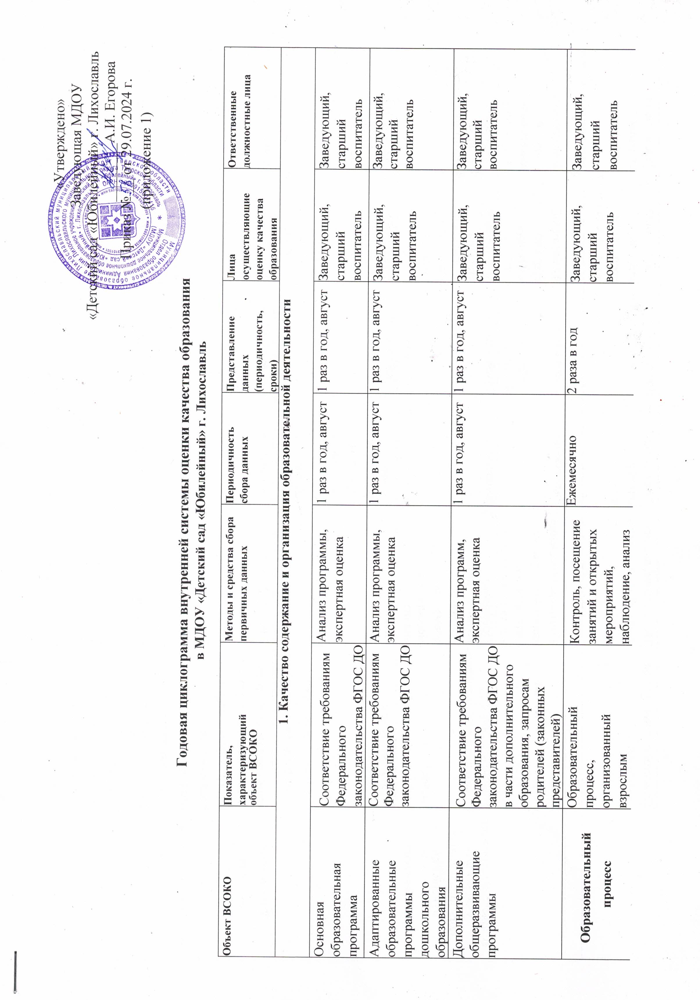 «Утверждено»
Заведующая МДОУ
«Детский сад «Юбилейный» г. Лихославль
А.И. Егорова
Приказ № от 29.07.2024 г.
(приложение 1)
Годовая циклограмма внутренней системы оценки качества образования
в МДОУ «Детский сад «Юбилейный» г. Лихославль
Объект ВСОКО
Показатель,
характеризующий
объект ВСОКО
Методы и средства сбора
первичных данных
Периодичность
сбора данных
Представление
данных
(периодичность,
сроки)
Лица
осуществляющие
оценку качества
образования
Ответственные
должностные лица
1. Качество содержание и организация образовательной деятельности
Основная
образовательная
программа
Соответствие требованиям
Федерального
законодательства ФГОС ДО
Анализ программы,
экспертная оценка
1 раз в год, август
1 раз в год, август
Заведующий,
старший
воспитатель
Заведующий,
старший
воспитатель
Адаптированные
образовательные
программы
дошкольного
образования
Соответствие требованиям
Федерального
законодательства ФГОС ДО
Анализ программы,
экспертная оценка
1 раз в год, август
1 раз в год, август
Заведующий,
старший
воспитатель
Заведующий,
старший
воспитатель
Дополнительные
общеразвивающие
программы
Соответствие требованиям
Федерального
законодательства ФГОС ДО
в части дополнительного
образования, запросам
родителей (законных
представителей)
Анализ программ,
экспертная оценка
1 раз в год, август
1 раз в год, август
Заведующий,
старший
воспитатель
Заведующий,
старший
воспитатель
Образовательный
процесс
Образовательный
процесс,
организованный
взрослым
Контроль, посещение
занятий и открытых
мероприятий,
наблюдение, анализ
Ежемесячно
2 раза в год
Заведующий,
старший
воспитатель
Заведующий,
старший
воспитатель